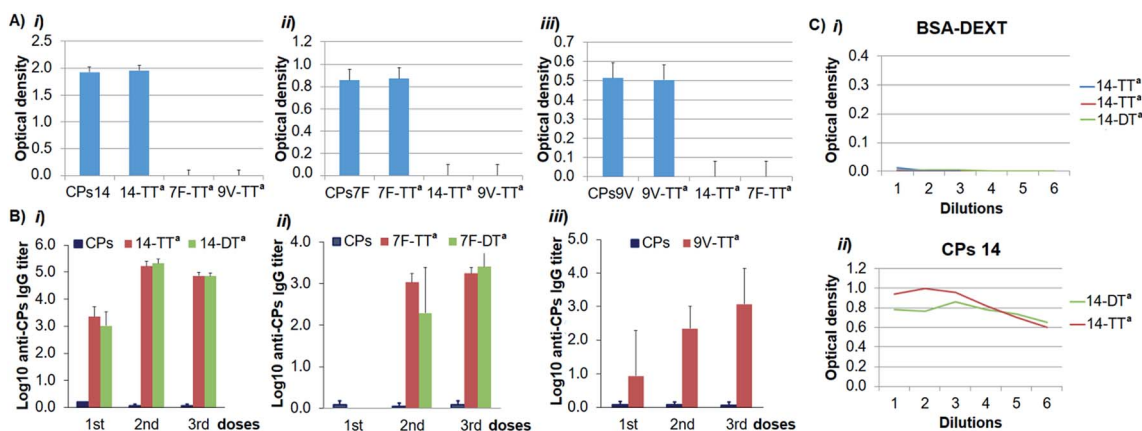 A) i)
Optical density
2.5
2.0
1.5
1.0
0.5
0.0
CPs14 14-TTᵃ 7F-TTᵃ 9V-TTᵃ
ii)
Optical density
1.2
1.0
0.8
0.6
0.4
0.2
0.0
CPs7F 7F-TTᵃ 14-TTᵃ 9V-TTᵃ
iii)
Optical density
0.7
0.6
0.5
0.4
0.3
0.2
0.1
0.0
CPs9V 9V-TTᵃ 14-TTᵃ 7F-TTᵃ
B) i)
CPs 14-TTᵃ 14-DTᵃ
Log10 anti-CPs IgG titer
6.0
5.0
4.0
3.0
2.0
1.0
0.0
1st 2nd 3rd doses
ii)
CPs 7F-TTᵃ 7F-DTᵃ
Log10 anti-CPs IgG titer
4.0
3.0
2.0
1.0
0.0
1st 2nd 3rd doses
iii)
CPs 9V-TTᵃ
Log10 anti-CPs IgG titer
5.0
4.0
3.0
2.0
1.0
0.0
1st 2nd 3rd doses
C) i) BSA-DEXT
Optical density
0.4
0.3
0.2
0.1
0.0
1 2 3 4 5 6
Dilutions
14-TTᵃ
14-TTᵃ
14-DTᵃ
ii) CPs 14
Optical density
1.2
1.0
0.8
0.6
0.4
0.2
0.0
1 2 3 4 5 6
Dilutions
14-DTᵃ
14-TTᵃ